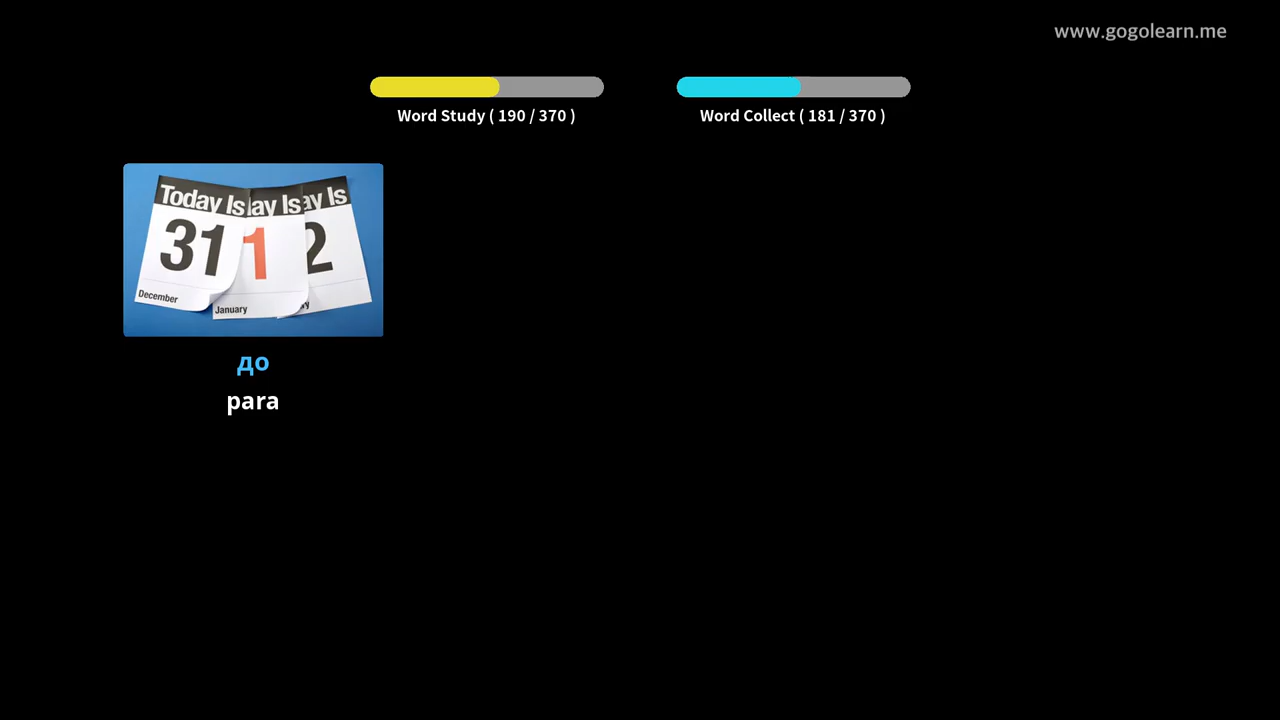 www.gogolearn.me
Word Study ( 190 / 370 )
Word Collect ( 181 / 370 )
Today Is
ay Is
ay Is
31
1
2
December
January
ry
до
para